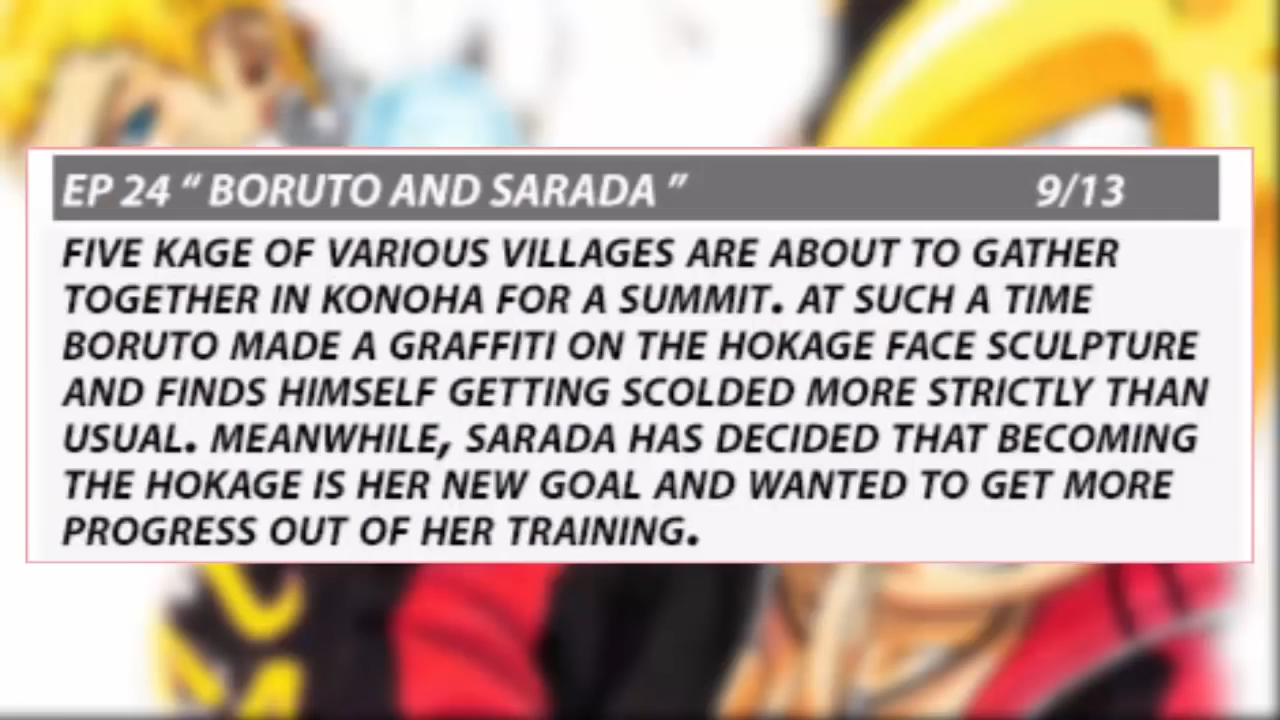 EP 24 “ BORUTO AND SARADA ” 9/13
FIVE KAGE OF VARIOUS VILLAGES ARE ABOUT TO GATHER
TOGETHER IN KONOHA FOR A SUMMIT. AT SUCH A TIME
BORUTO MADE A GRAFFITI ON THE HOKAGE FACE SCULPTURE
AND FINDS HIMSELF GETTING SCOLDED MORE STRICTLY THAN
USUAL. MEANWHILE, SARADA HAS DECIDED THAT BECOMING
THE HOKAGE IS HER NEW GOAL AND WANTED TO GET MORE
PROGRESS OUT OF HER TRAINING.